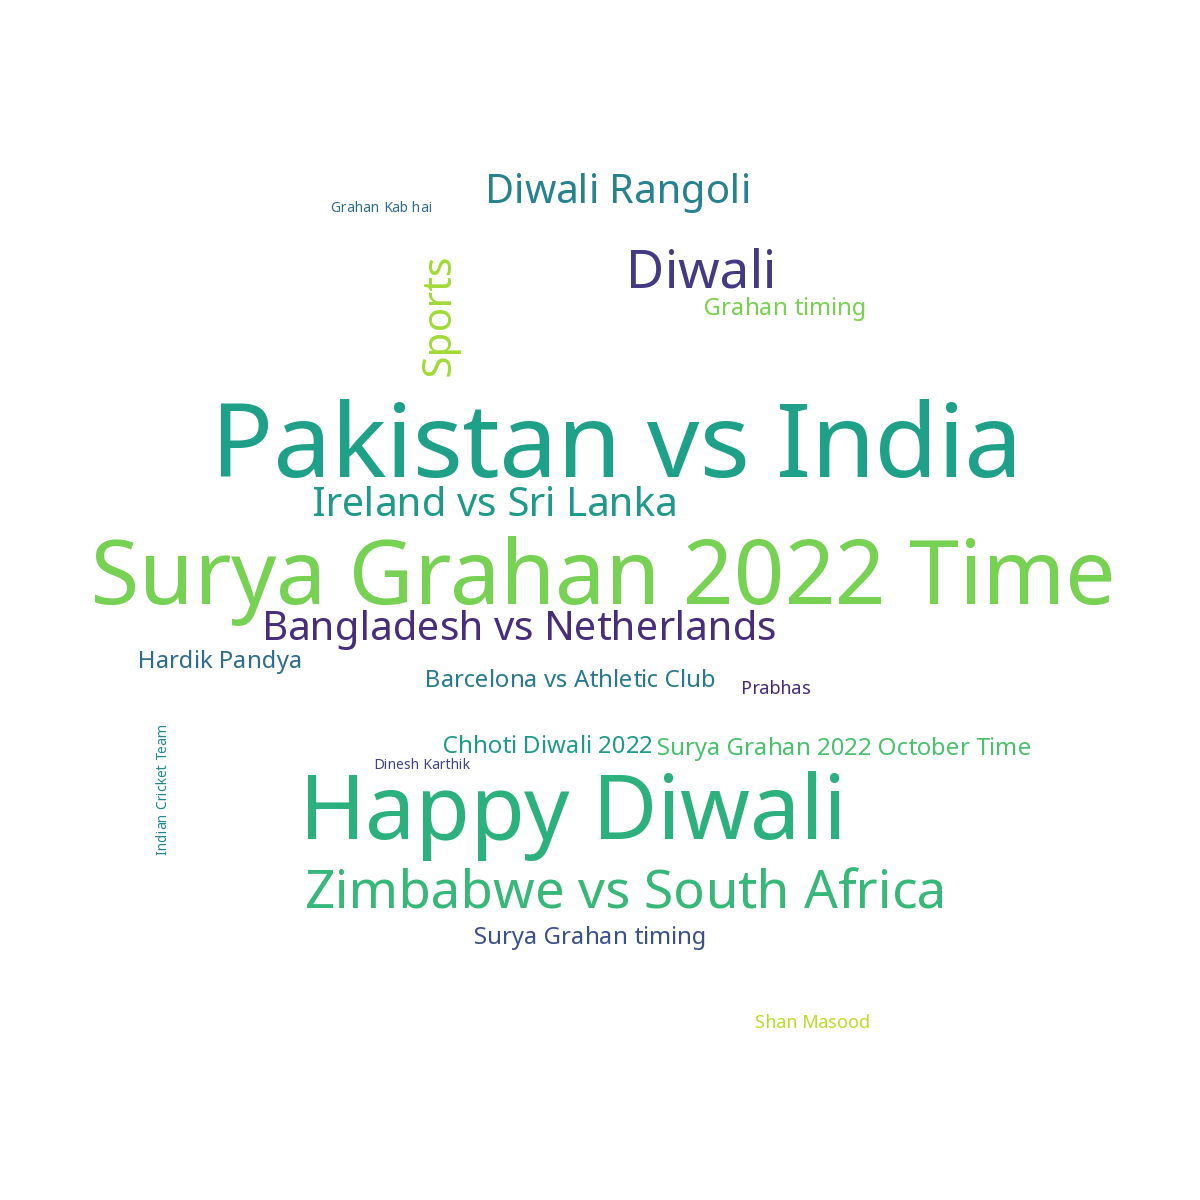 Diwali Rangoli
Grahan Kab hai
Diwali
Sports
Grahan timing
Pakistan vs India
Ireland vs Sri Lanka
Surya Grahan 2022 Time
Bangladesh vs Netherlands
Hardik Pandya
Barcelona vs Athletic Club
Prabhas
Chhoti Diwali 2022
Surya Grahan 2022 October Time
Indian Cricket Team
Dinesh Karthik
Happy Diwali
Zimbabwe vs South Africa
Surya Grahan timing
Shan Masood